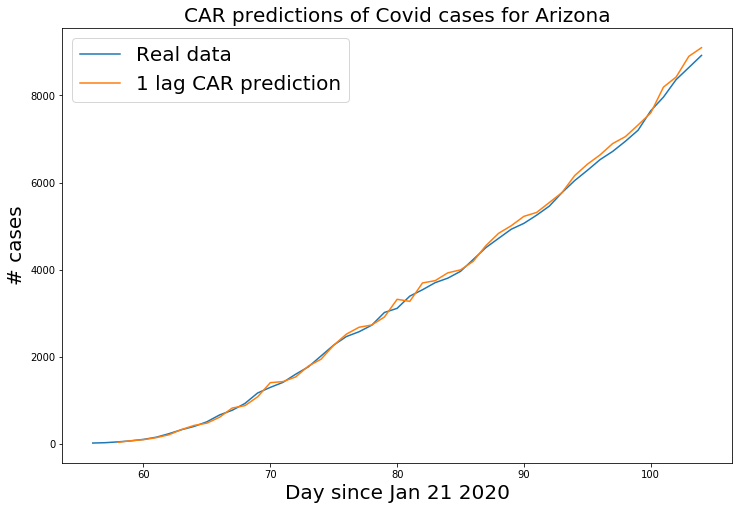 CAR predictions of Covid cases for Arizona
Real data
1 lag CAR prediction
8000
6000
4000
2000
0
# cases
60 70 80 90 100
Day since Jan 21 2020